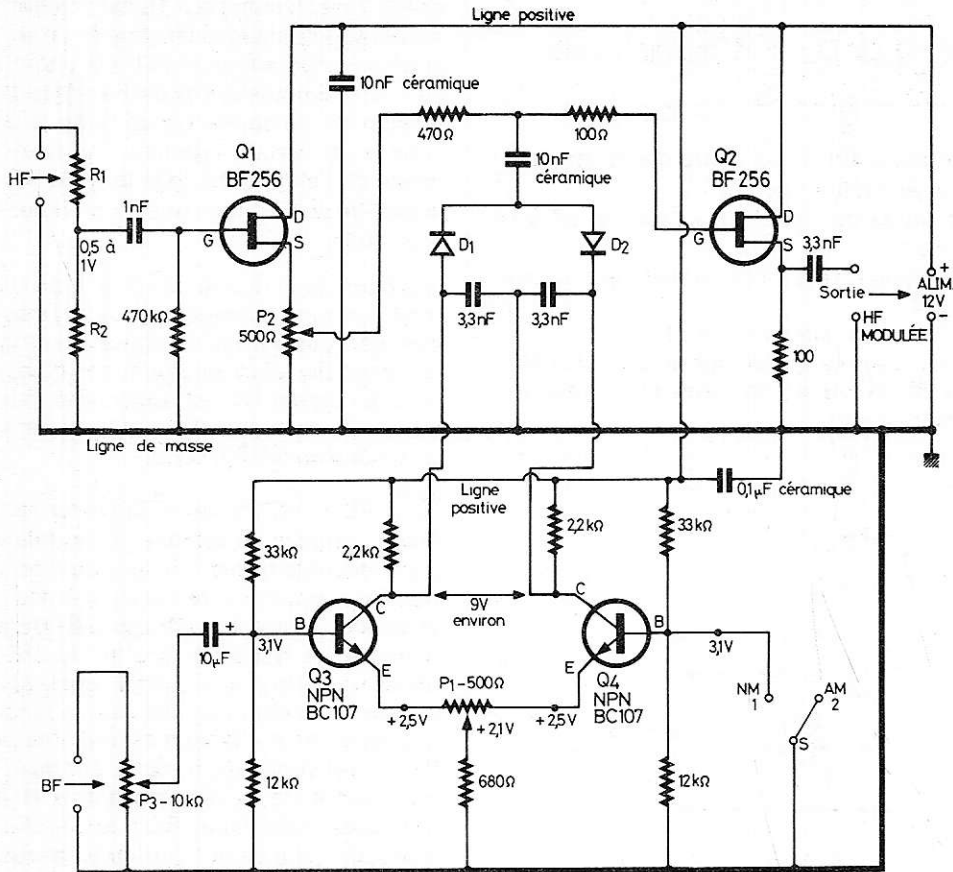 Ligne positive
10nF céramique
470Ω
100Ω
10nF
céramique
Q1
BF256
Q2
BF256
HF
R1
1nF
D
G
S
0,5 à
1V
D1
D2
D
G
S
3,3nF
+
ALIM.
12V
-
Sortie
HF
MODULÉE
R2
470kΩ
P2
500Ω
3,3nF
3,3nF
100
Ligne de masse
Ligne
positive
0,1µF céramique
33kΩ
2,2kΩ
2,2kΩ
33kΩ
C
9V
environ
C
10µF
+
B
3,1V
B
3,1V
E
E
Q3
NPN
BC107
P1-500Ω
Q4
NPN
BC107
NM
1
AM
2
+2,5V
+2,1V
+2,5V
S
BF
P3-10kΩ
12kΩ
680Ω
12kΩ